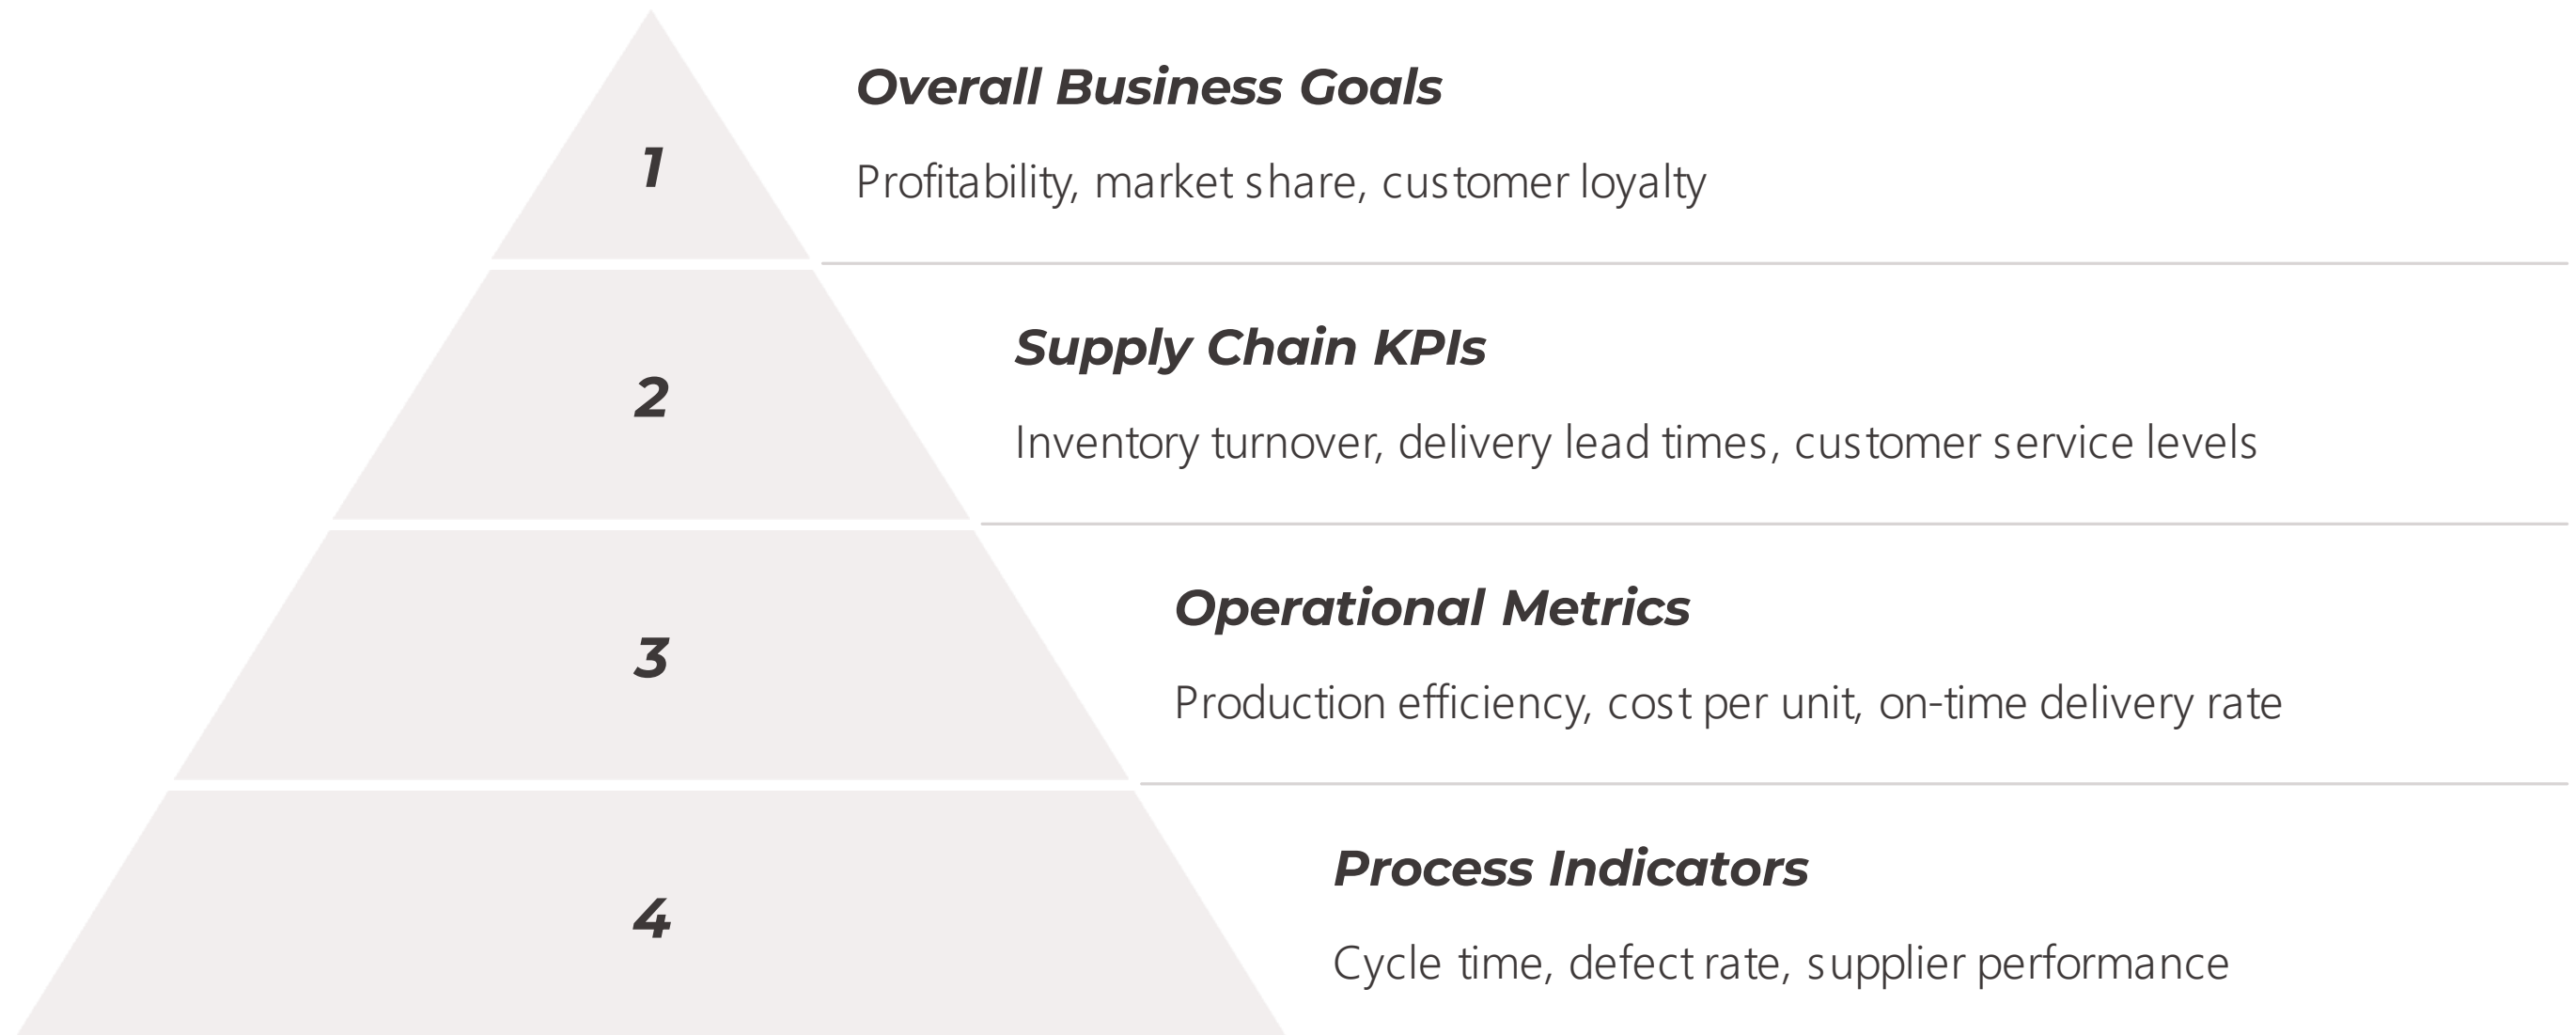 Overall Business Goals
1
Profitability, market share, customer loyalty
Supply Chain KPIs
2
Inventory turnover, delivery lead times, customer service levels
Operational Metrics
3
Production efficiency, cost per unit, on-time delivery rate
Process Indicators
4
Cycle time, defect rate, supplier performance